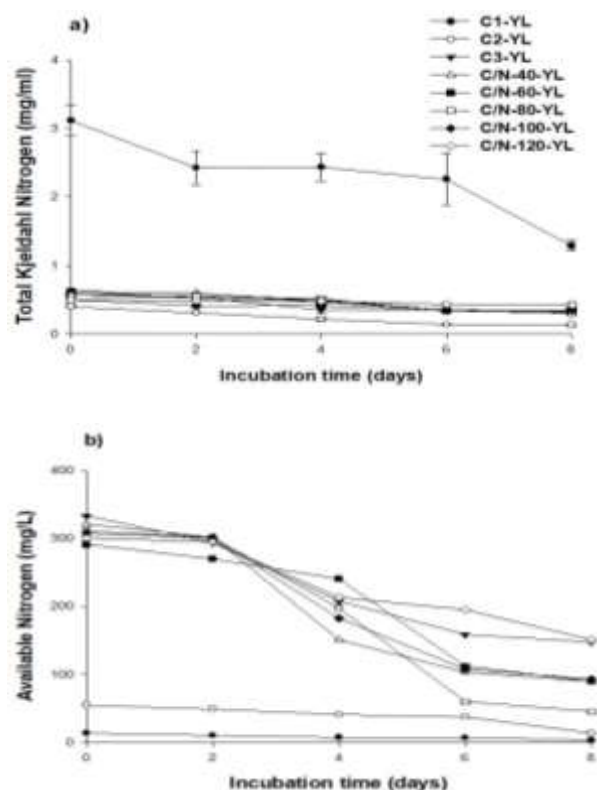 a)
C1-YL
C2-YL
C3-YL
C/N-40-YL
C/N-60-YL
C/N-80-YL
C/N-100-YL
C/N-120-YL
Total Kjeldahl Nitrogen (mg/ml)
4
3
2
1
0
0 2 4 6 8
Incubation time (days)
b)
Available Nitrogen (mg/L)
400
300
200
100
0
0 2 4 6 8
Incubation time (days)